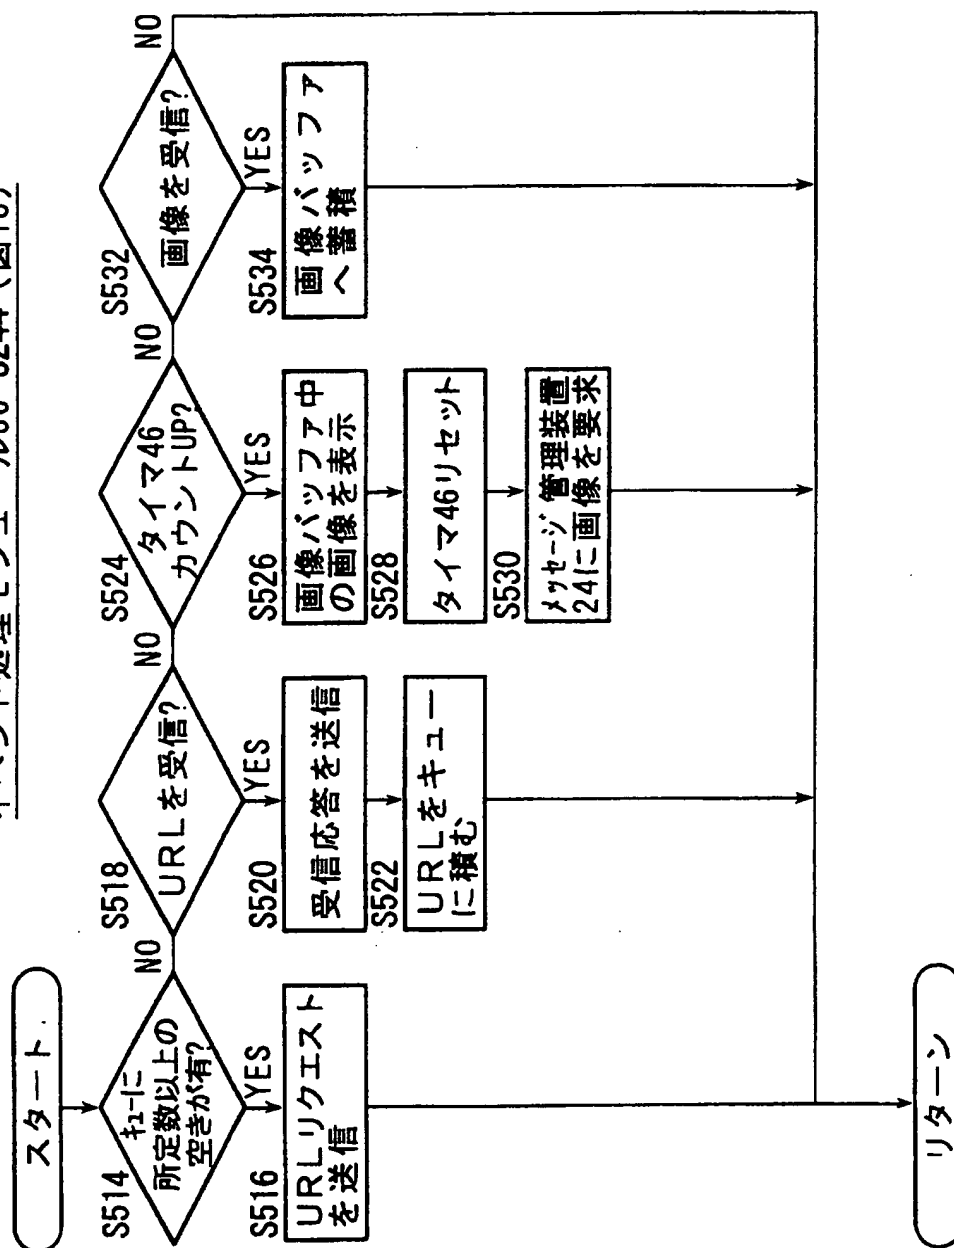 スタート
S514
キューに
所定数以上の
空きが有?
YES
NO
S516
URLリクエスト
を送信
S518
URLを受信?
YES
NO
S520
受信応答を送信
S522
URLをキュー
に積む
S524
タイマ46
カウントUP?
YES
NO
S526
画像バッファ中
の画像を表示
S528
タイマ46リセット
S530
メッセージ管理装置
24に画像を要求
S532
画像を受信?
YES
NO
S534
画像バッファ
へ蓄積
リターン